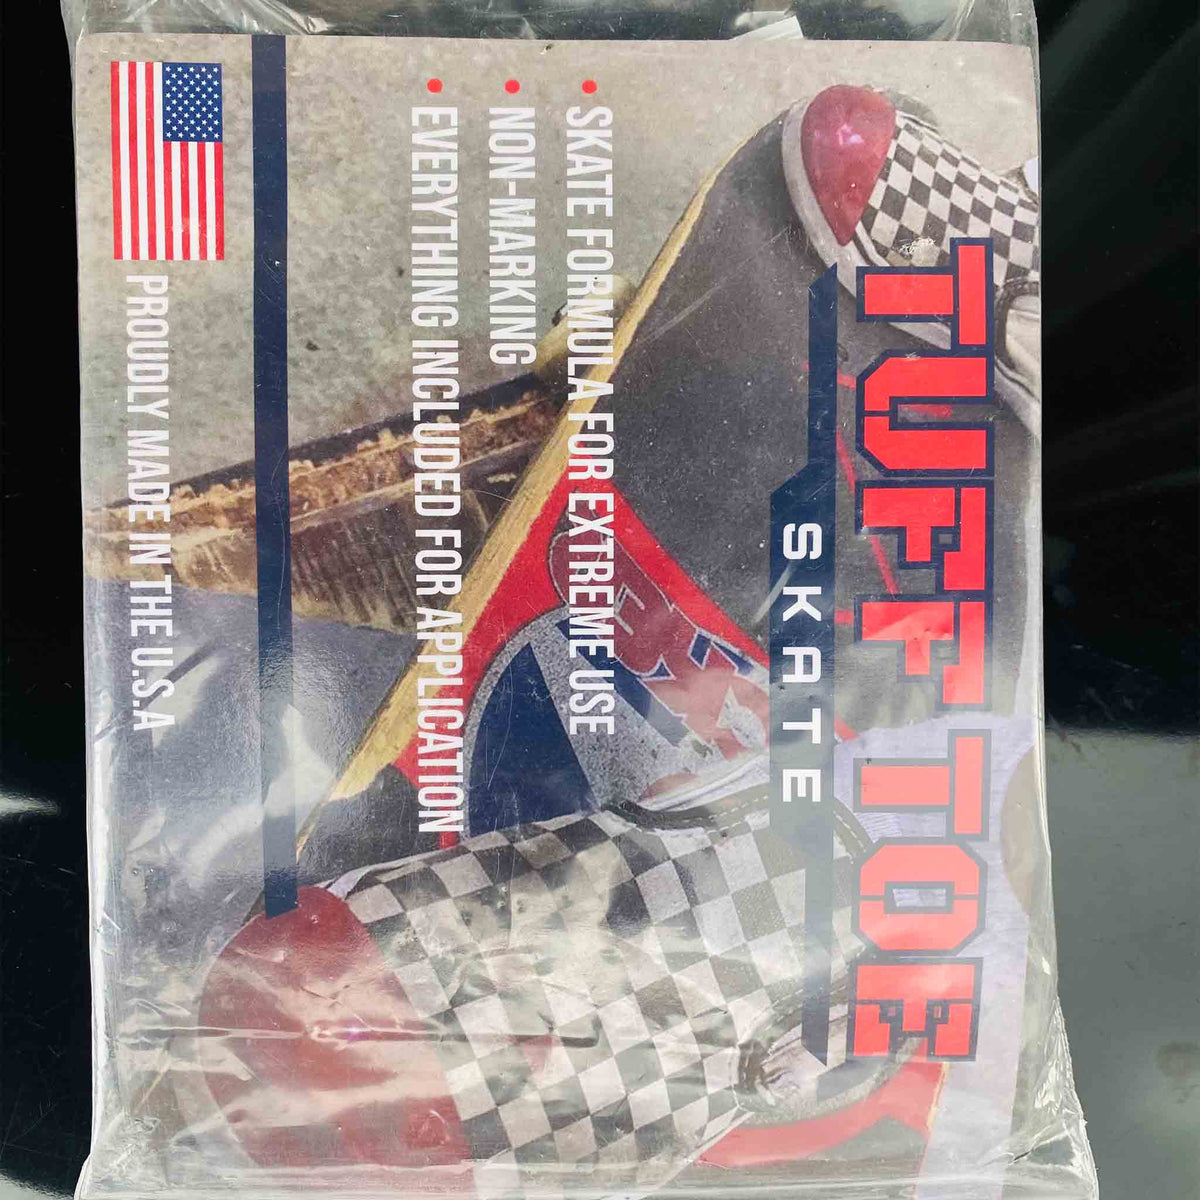 TUFF TOE
SKATE
• SKATE FORMULA FOR EXTREME USE
• NON-MARKING
• EVERYTHING INCLUDED FOR APPLICATION
PROUDLY MADE IN THE U.S.A